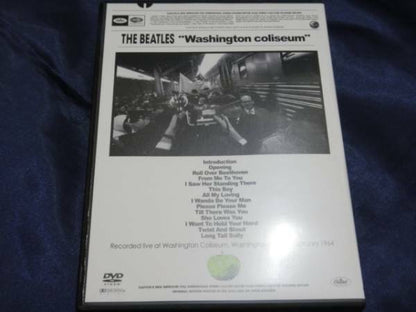 THE BEATLES "Washington coliseum"
Introduction
Opening
Roll Over Beethoven
From Me To You
I Saw Her Standing There
This Boy
All My Loving
I Wanna Be Your Man
Please Please Me
Till There Was You
She Loves You
I Want To Hold Your Hand
Twist And Shout
Long Tall Sally
Recorded live at Washington Coliseum, Washington 1964
DVD
Capitol